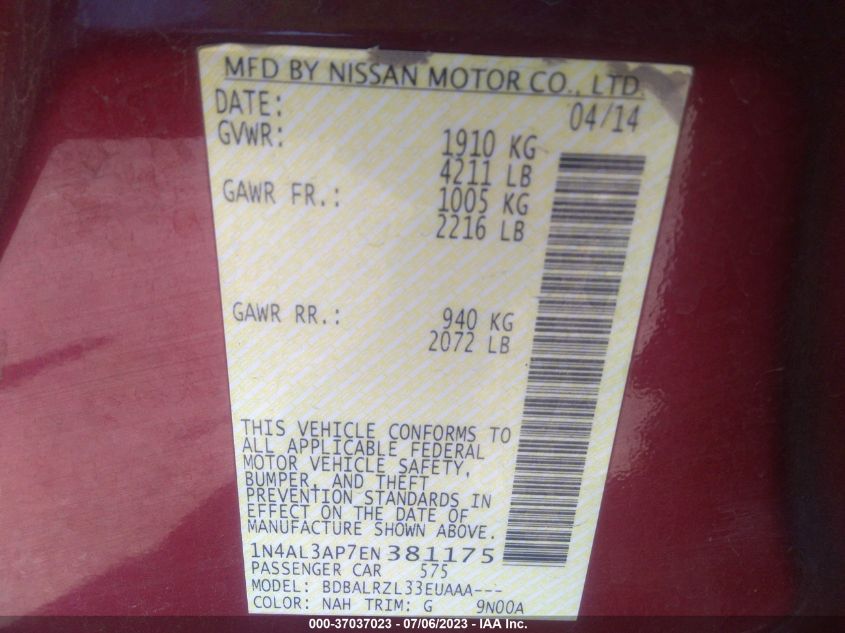 MFD BY NISSAN MOTOR CO., LTD.
DATE: 04/14
GVWR: 1910 KG
4211 LB
GAWR FR.: 1005 KG
2216 LB
GAWR RR.: 940 KG
2072 LB
THIS VEHICLE CONFORMS TO
ALL APPLICABLE FEDERAL
MOTOR VEHICLE SAFETY,
BUMPER, AND THEFT
PREVENTION STANDARDS IN
EFFECT ON THE DATE OF
MANUFACTURE SHOWN ABOVE.
1N4AL3AP7EN381175
PASSENGER CAR 575
MODEL: BDBALRZL33EUAAA---
COLOR: NAH TRIM: G 9N00A
000-37037023 - 07/06/2023 - IAA Inc.